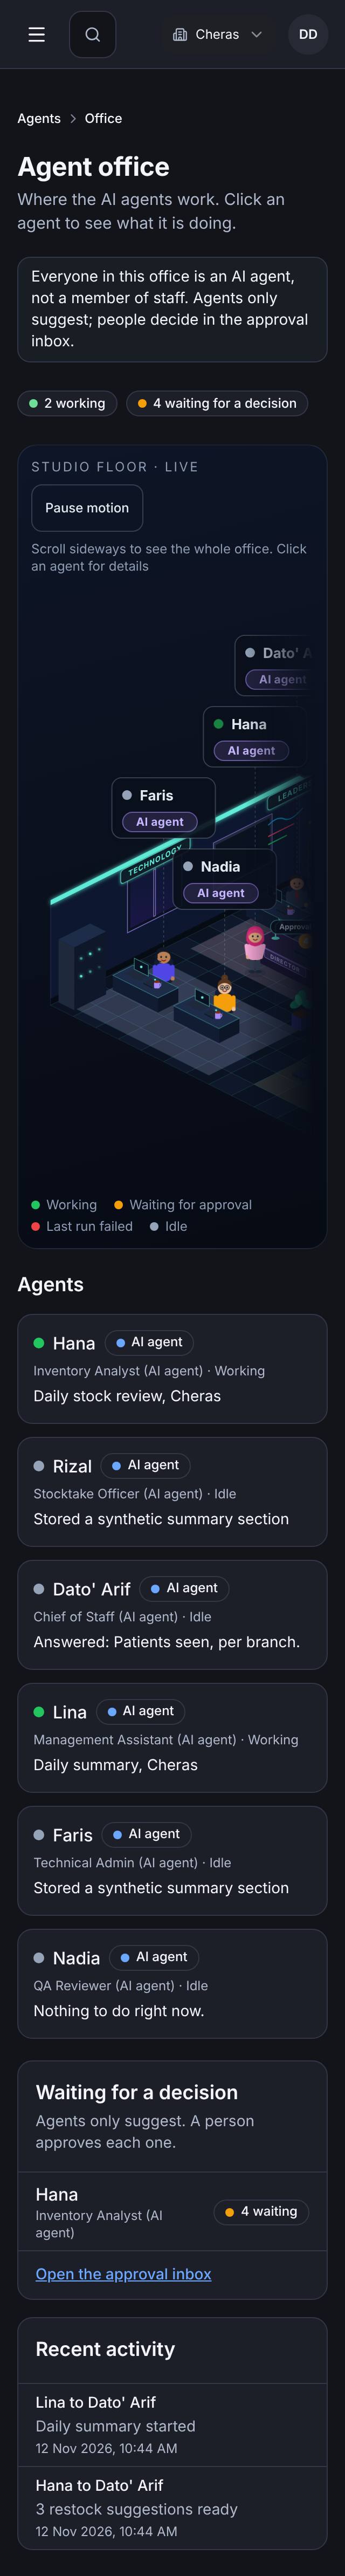 Cheras
DD
Agents > Office
Agent office
Where the AI agents work. Click an
agent to see what it is doing.
Everyone in this office is an AI agent,
not a member of staff. Agents only
suggest; people decide in the approval
inbox.
2 working
4 waiting for a decision
STUDIO FLOOR · LIVE
Pause motion
Scroll sideways to see the whole office. Click
an agent for details
Dato' A
AI agent
Hana
AI agent
Faris
AI agent
TECHNOLOGY
Nadia
AI agent
DIRECTOR
Working
Waiting for approval
Last run failed
Idle
Agents
Hana
AI agent
Inventory Analyst (AI agent) · Working
Daily stock review, Cheras
Rizal
AI agent
Stocktake Officer (AI agent) · Idle
Stored a synthetic summary section
Dato' Arif
AI agent
Chief of Staff (AI agent) · Idle
Answered: Patients seen, per branch.
Lina
AI agent
Management Assistant (AI agent) · Working
Daily summary, Cheras
Faris
AI agent
Technical Admin (AI agent) · Idle
Stored a synthetic summary section
Nadia
AI agent
QA Reviewer (AI agent) · Idle
Nothing to do right now.
Waiting for a decision
Agents only suggest. A person
approves each one.
Hana
Inventory Analyst (AI
agent)
4 waiting
Open the approval inbox
Recent activity
Lina to Dato' Arif
Daily summary started
12 Nov 2026, 10:44 AM
Hana to Dato' Arif
3 restock suggestions ready
12 Nov 2026, 10:44 AM